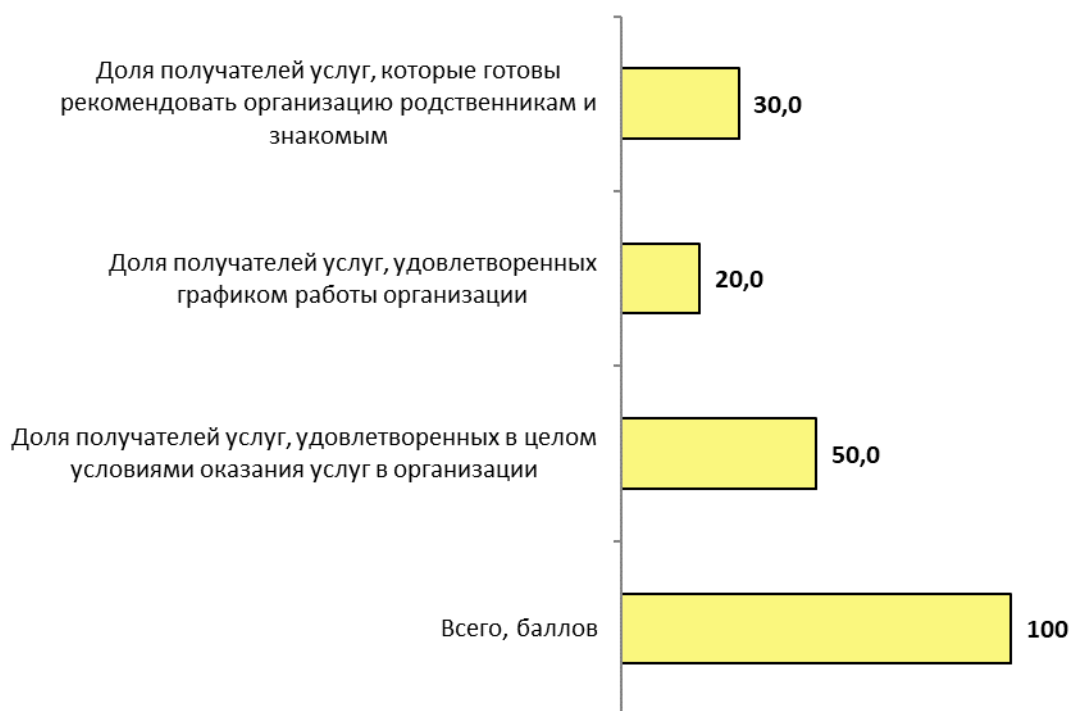 Доля получателей услуг, которые готовы
рекомендовать организацию родственникам и
знакомым
30,0
Доля получателей услуг, удовлетворенных
графиком работы организации
20,0
Доля получателей услуг, удовлетворенных в целом
условиями оказания услуг в организации
50,0
Всего, баллов
100